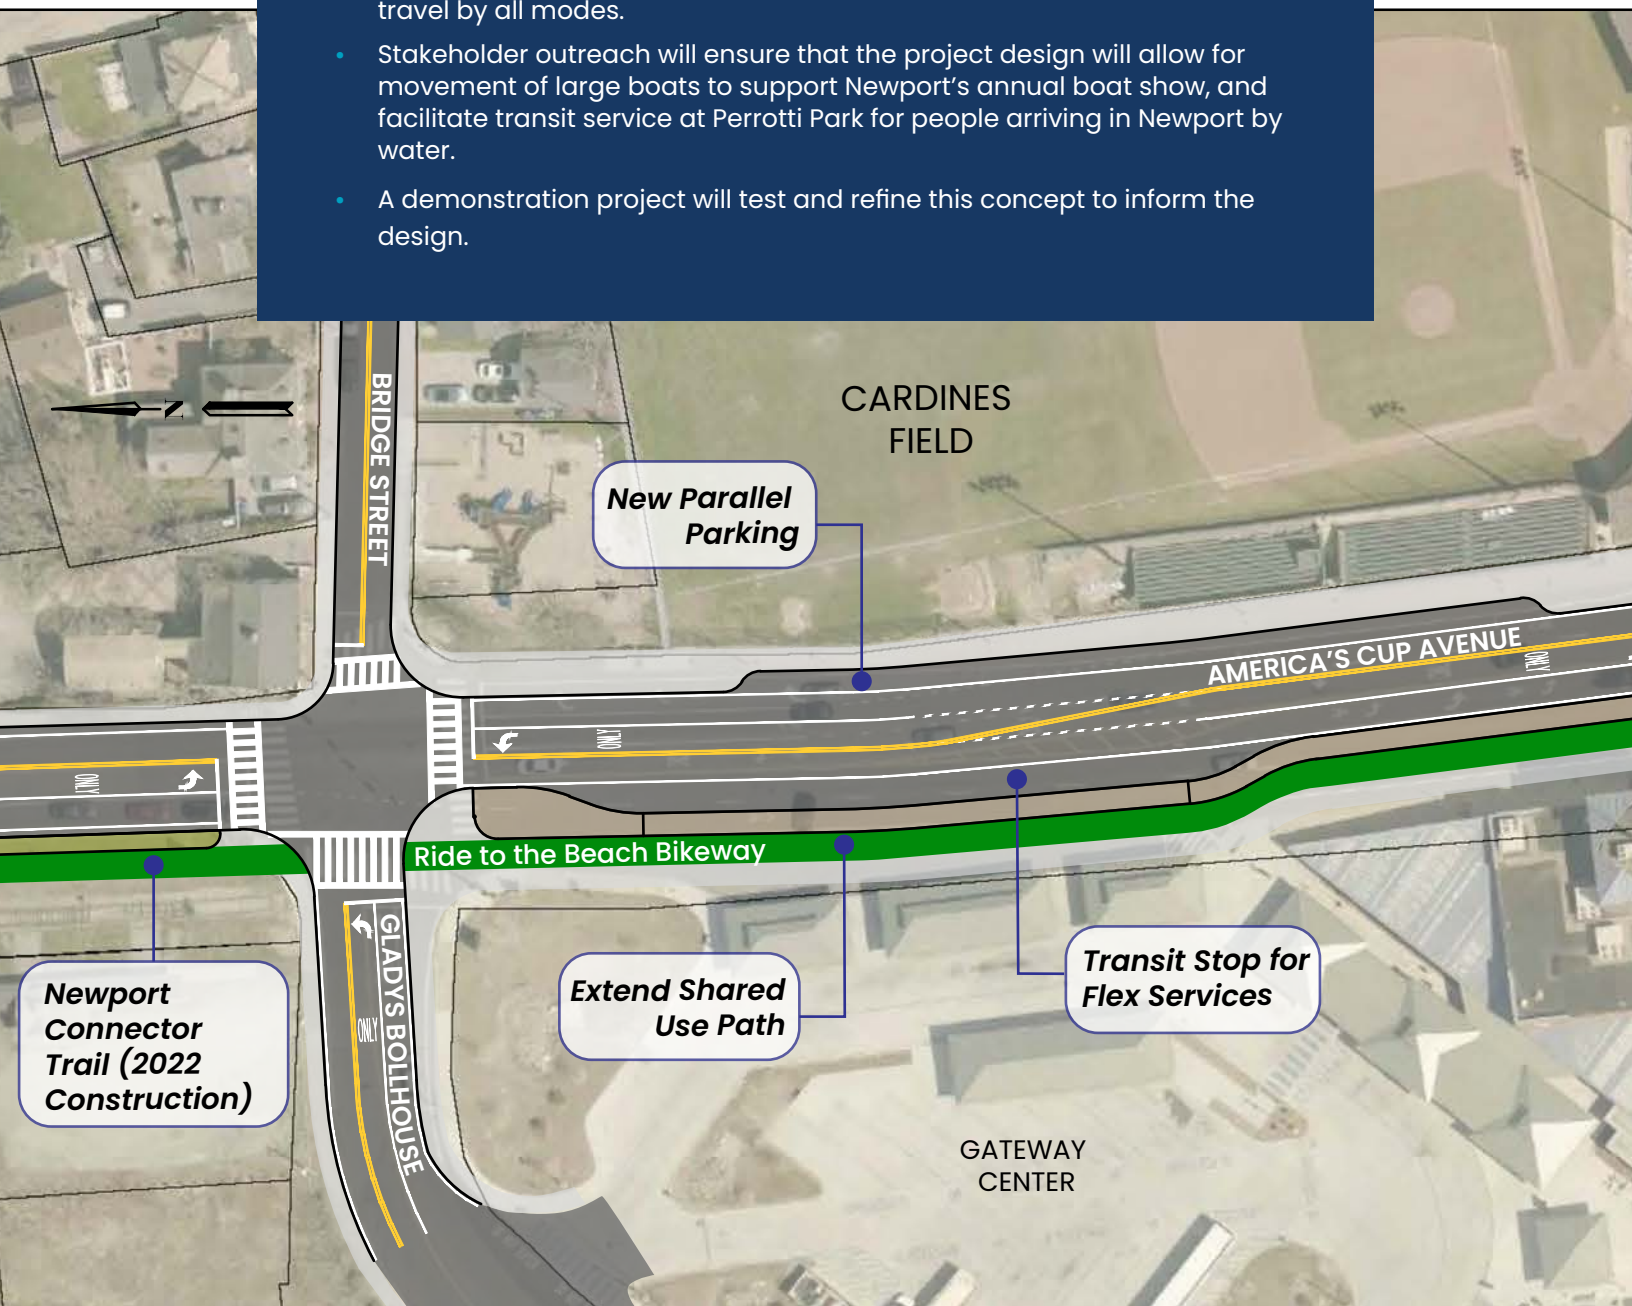 travel by all modes.
• Stakeholder outreach will ensure that the project design will allow for
movement of large boats to support Newport’s annual boat show, and
facilitate transit service at Perrotti Park for people arriving in Newport by
water.
• A demonstration project will test and refine this concept to inform the
design.
BRIDGE STREET
N
CARDINES
FIELD
New Parallel
Parking
AMERICA’S CUP AVENUE
ONLY
ONLY
ONLY
Ride to the Beach Bikeway
GLADYS BOLLHOUSE
ONLY
Newport
Connector
Trail (2022
Construction)
Extend Shared
Use Path
Transit Stop for
Flex Services
GATEWAY
CENTER